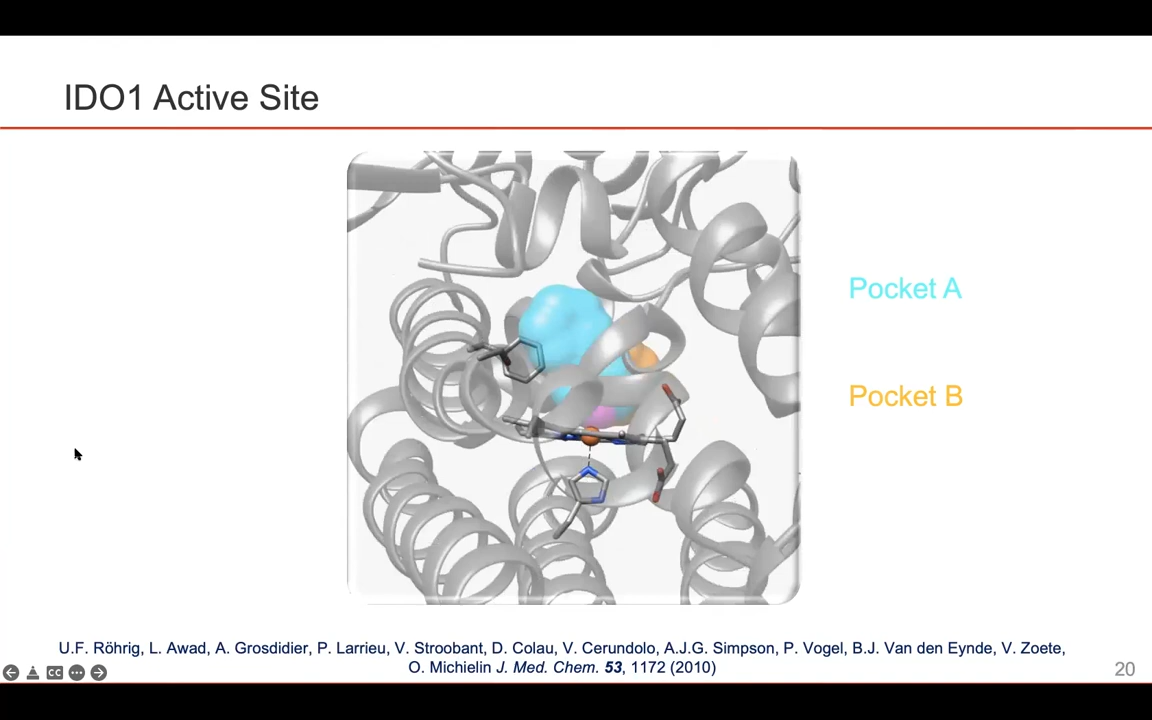 IDO1 Active Site
Pocket A
Pocket B
U.F. Röhrig, L. Awad, A. Grosdidier, P. Larrieu, V. Stroobant, D. Colau, V. Cerundolo, A.J.G. Simpson, P. Vogel, B.J. Van den Eynde, V. Zoete,
O. Michielin J. Med. Chem. 53, 1172 (2010)
CC
20